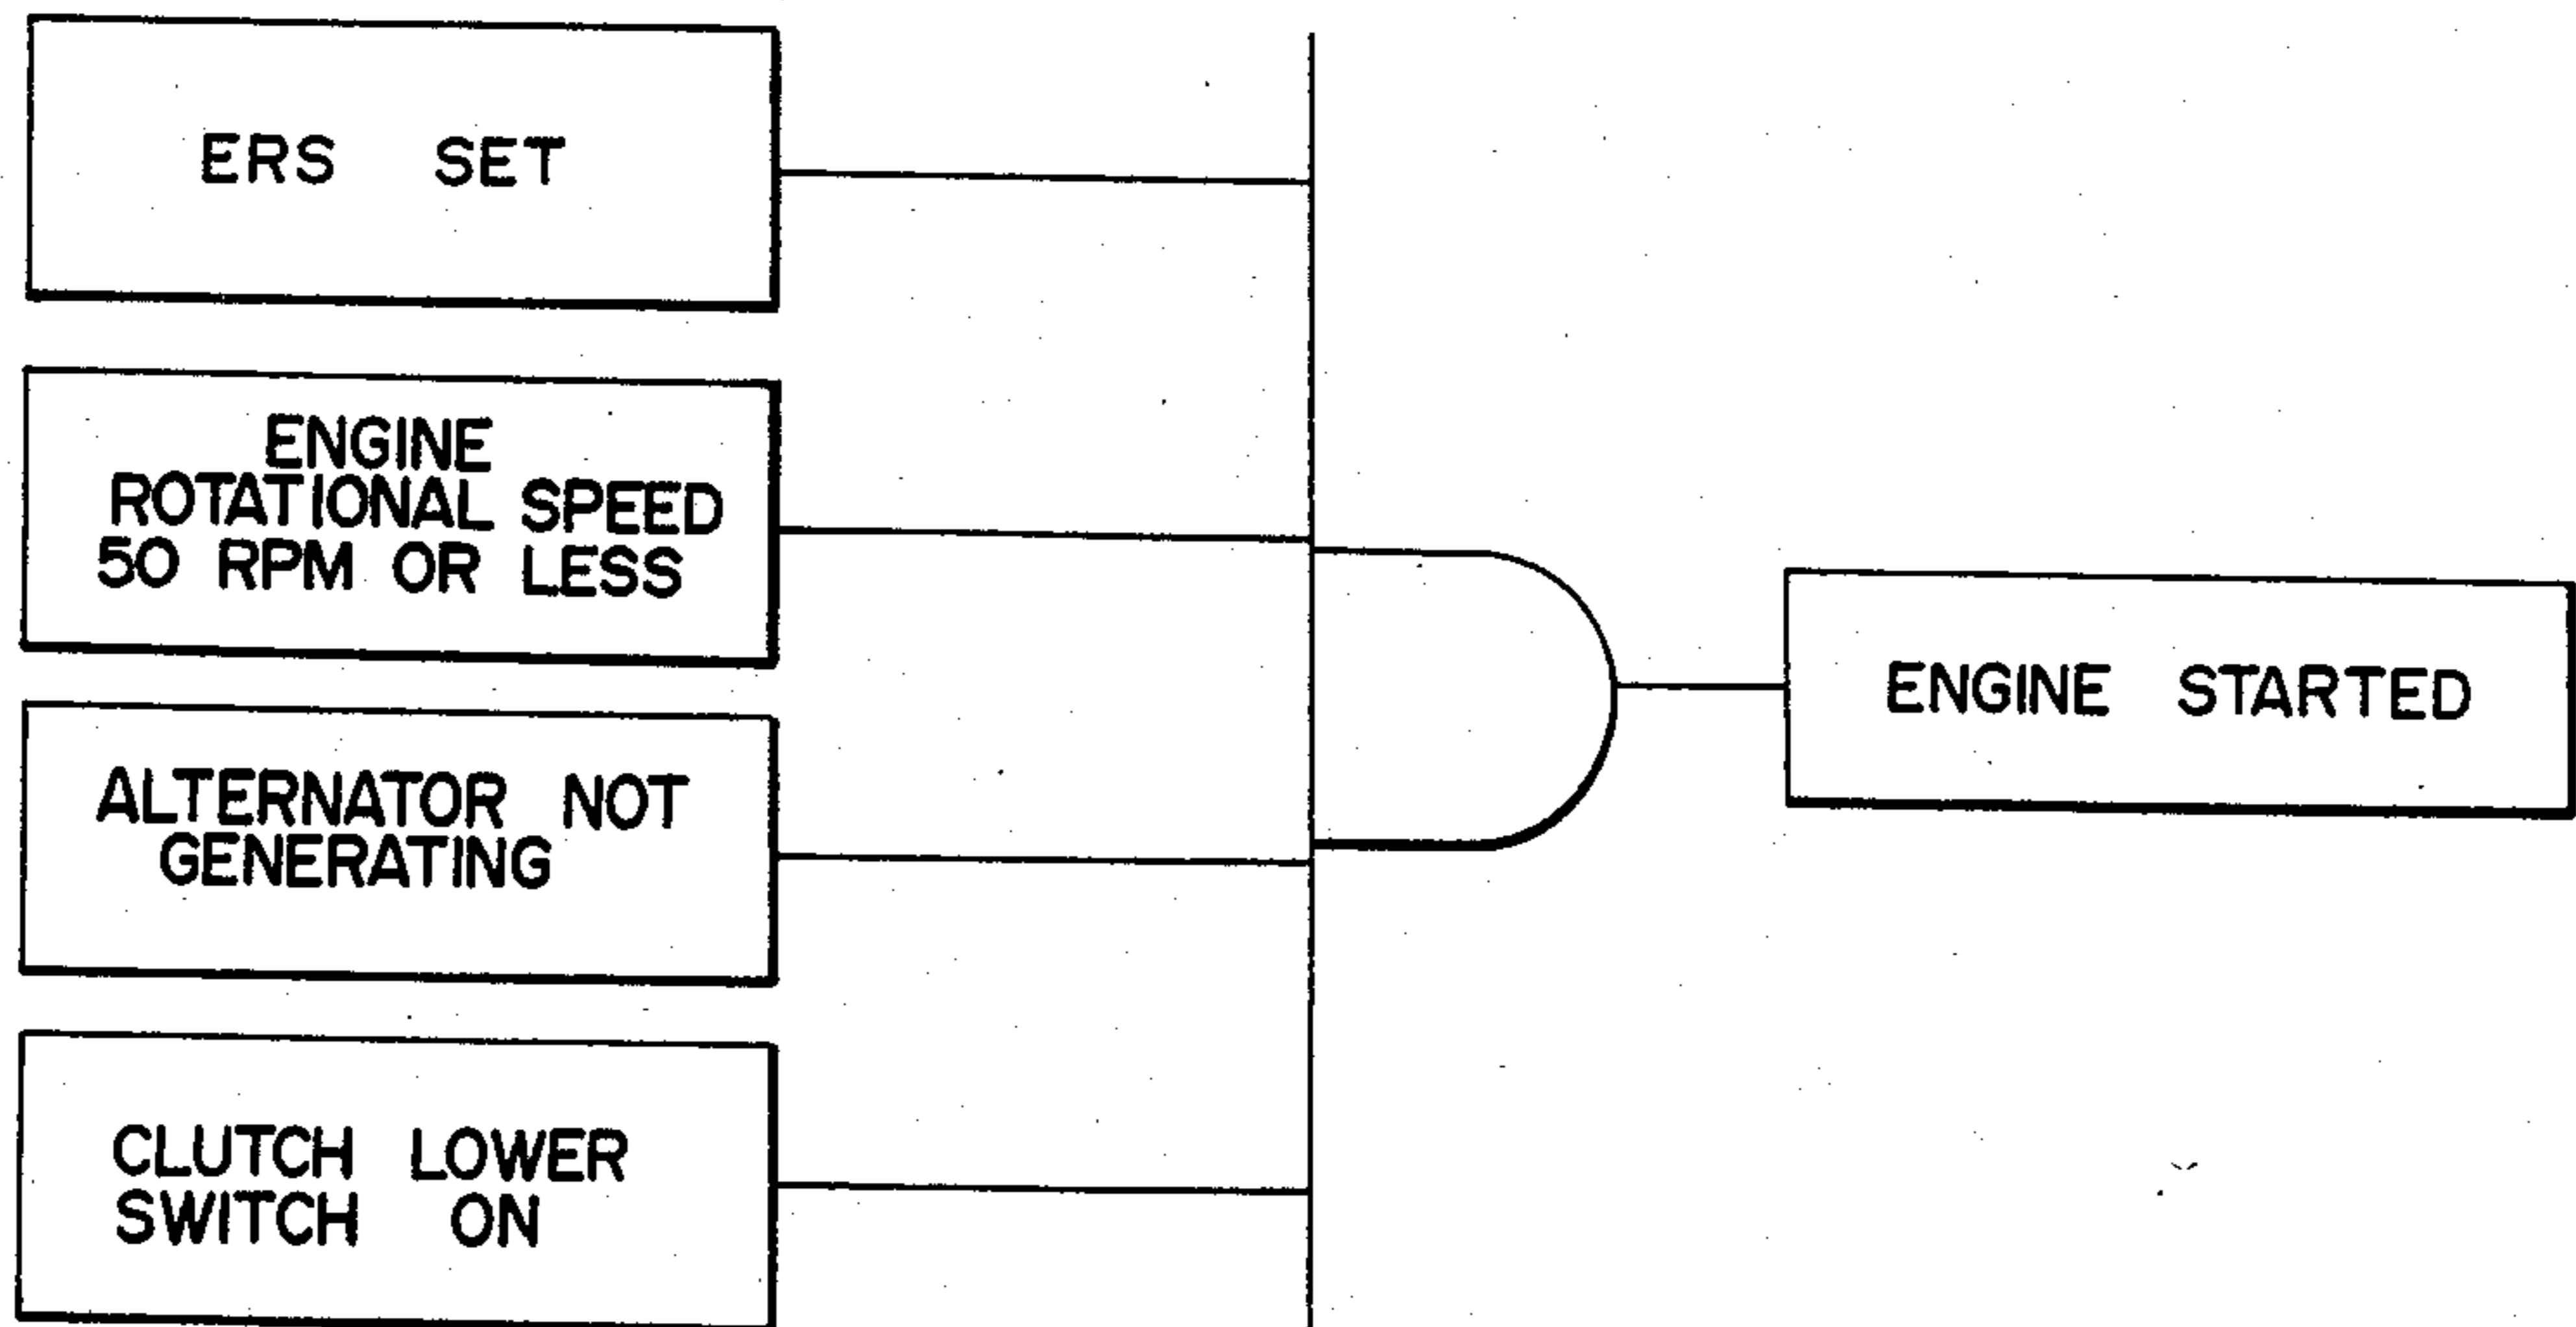 ERS SET
ENGINE
ROTATIONAL SPEED
50 RPM OR LESS
ALTERNATOR NOT
GENERATING
CLUTCH LOWER
SWITCH ON
ENGINE STARTED